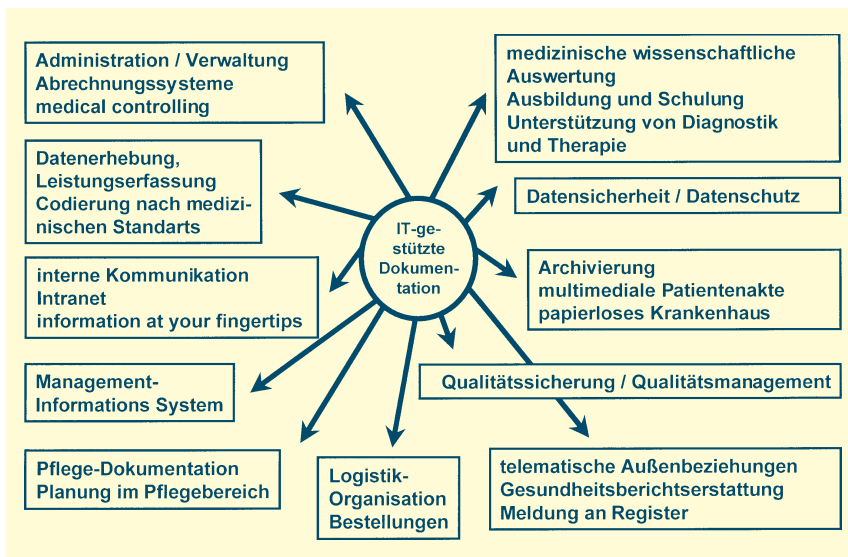 Administration / Verwaltung
Abrechnungssysteme
medical controlling
medizinische wissenschaftliche
Auswertung
Ausbildung und Schulung
Unterstützung von Diagnostik
und Therapie
Datenerhebung,
Leistungserfassung
Codierung nach medizi-
nischen Standarts
Datensicherheit / Datenschutz
IT-ge-
stützte
Dokumen-
tation
interne Kommunikation
Intranet
information at your fingertips
Archivierung
multimediale Patientenakte
papierloses Krankenhaus
Management-
Informations System
Qualitätssicherung / Qualitätsmanagement
Pflege-Dokumentation
Planung im Pflegebereich
Logistik-
Organisation
Bestellungen
telematische Außenbeziehungen
Gesundheitsberichtserstattung
Meldung an Register